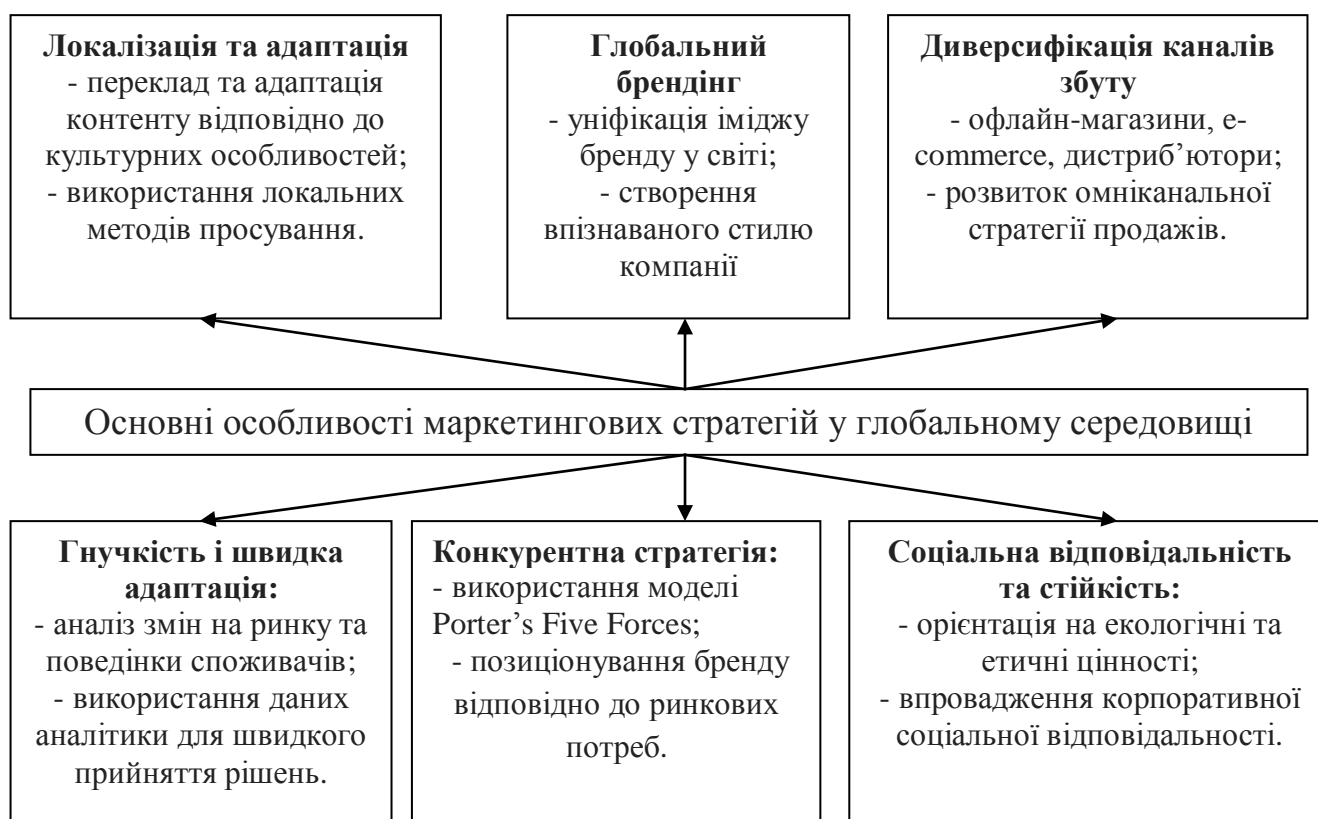 Локалізація та адаптація
- переклад та адаптація
контенту відповідно до
культурних особливостей;
- використання локальних
методів просування.
Глобальний
брендінг
- уніфікація іміджу
бренду у світі;
- створення
впізнаваного стилю
компанії
Диверсифікація каналів
збуту
- офлайн-магазини, e-
commerce, дистриб’ютори;
- розвиток омніканальної
стратегії продажів.
Основні особливості маркетингових стратегій у глобальному середовищі
Гнучкість і швидка
адаптація:
- аналіз змін на ринку та
поведінки споживачів;
- використання даних
аналітики для швидкого
прийняття рішень.
Конкурентна стратегія:
- використання моделі
Porter’s Five Forces;
- позиціонування бренду
відповідно до ринкових
потреб.
Соціальна відповідальність
та стійкість:
- орієнтація на екологічні та
етичні цінності;
- впровадження корпоративної
соціальної відповідальності.